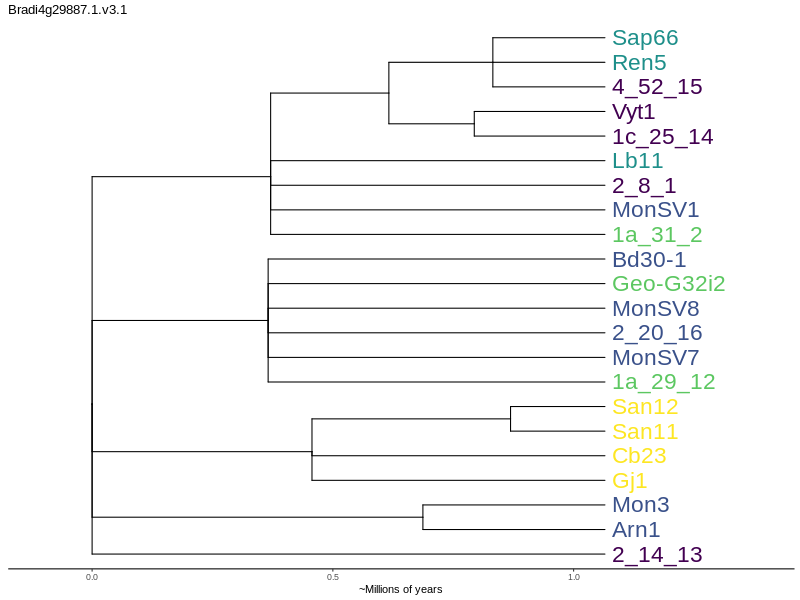 Bradi4g29887.1.v3.1
Sap66
Ren5
4_52_15
Vyt1
1c_25_14
Lb11
2_8_1
MonSV1
1a_31_2
Bd30-1
Geo-G32i2
MonSV8
2_20_16
MonSV7
1a_29_12
San12
San11
Cb23
Gj1
Mon3
Arn1
2_14_13
0.0 0.5 1.0
~Millions of years